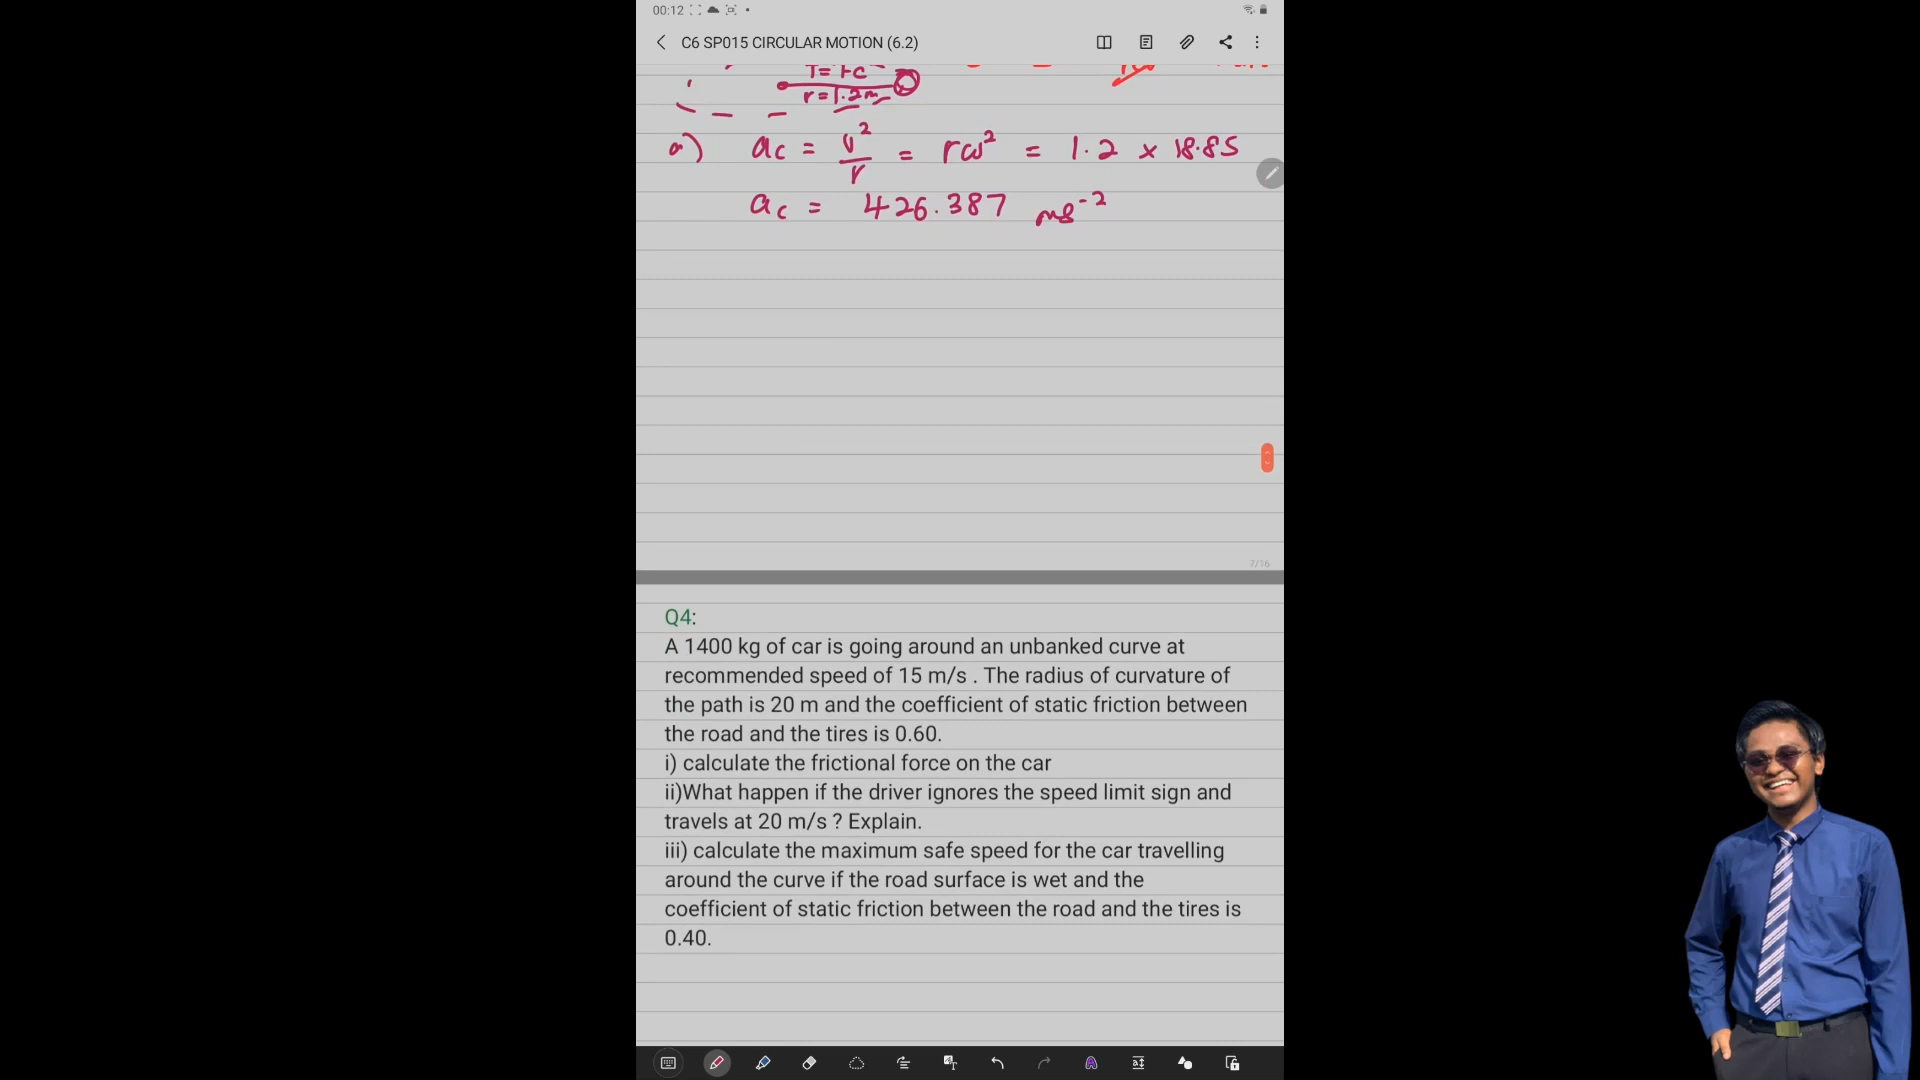 00:12
C6 SP015 CIRCULAR MOTION (6.2)
r = 1.2m
a) ac = v²/r = rω² = 1.2 × 18.85
ac = 426.387 ms⁻²
7/16
Q4:
A 1400 kg of car is going around an unbanked curve at
recommended speed of 15 m/s . The radius of curvature of
the path is 20 m and the coefficient of static friction between
the road and the tires is 0.60.
i) calculate the frictional force on the car
ii)What happen if the driver ignores the speed limit sign and
travels at 20 m/s ? Explain.
iii) calculate the maximum safe speed for the car travelling
around the curve if the road surface is wet and the
coefficient of static friction between the road and the tires is
0.40.